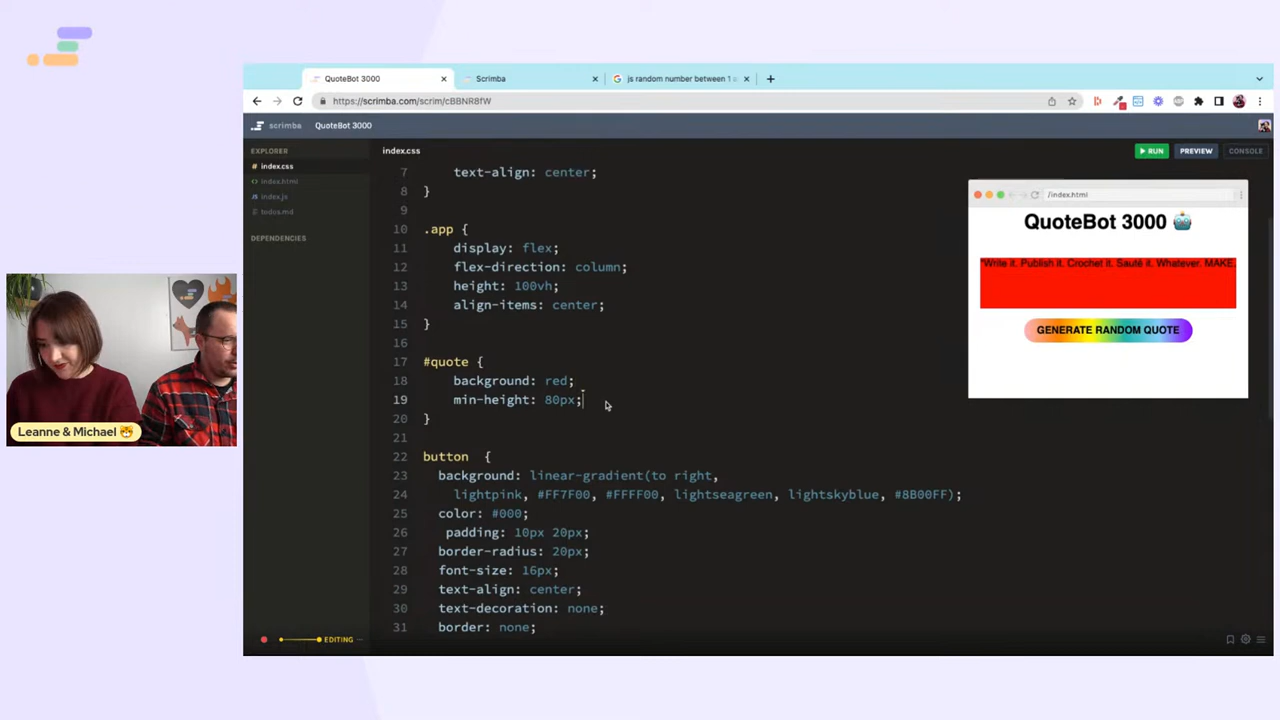 QuoteBot 3000
Scrimba
js random number between 1 a
https://scrimba.com/scrim/cBBNR8fW
scrimba
QuoteBot 3000
EXPLORER
# index.css
<> index.html
JS index.js
todos.md
DEPENDENCIES
index.css
RUN
PREVIEW
CONSOLE
7 text-align: center;
8 }
9
10 .app {
11 display: flex;
12 flex-direction: column;
13 height: 100vh;
14 align-items: center;
15 }
16
17 #quote {
18 background: red;
19 min-height: 80px;
20 }
21
22 button {
23 background: linear-gradient(to right,
24 lightpink, #FF7F00, #FFFF00, lightseagreen, lightskyblue, #8B00FF);
25 color: #000;
26 padding: 10px 20px;
27 border-radius: 20px;
28 font-size: 16px;
29 text-align: center;
30 text-decoration: none;
31 border: none;
/index.html
QuoteBot 3000 🤖
"Write it. Publish it. Crochet it. Sauté it. Whatever. MAKE.
GENERATE RANDOM QUOTE
Leanne & Michael 🐯
EDITING